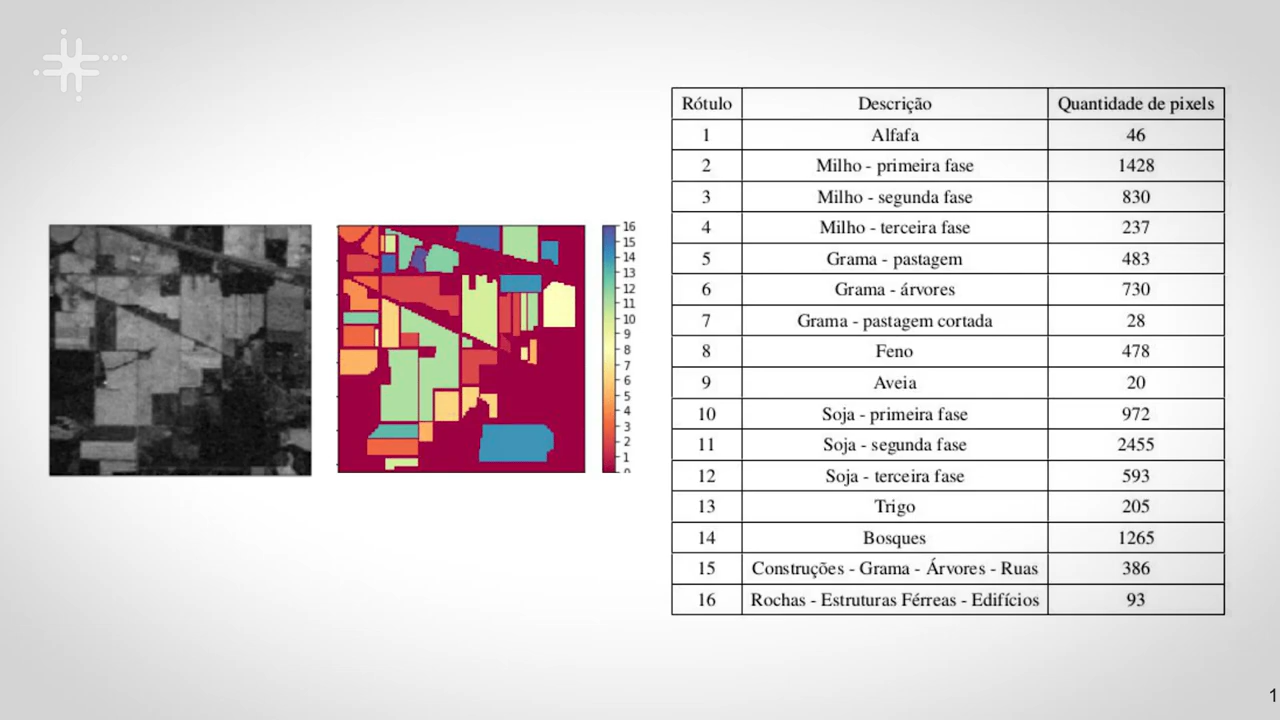 16
15
14
13
12
11
10
9
8
7
6
5
4
3
2
1
0
Rótulo Descrição Quantidade de pixels
1 Alfafa 46
2 Milho - primeira fase 1428
3 Milho - segunda fase 830
4 Milho - terceira fase 237
5 Grama - pastagem 483
6 Grama - árvores 730
7 Grama - pastagem cortada 28
8 Feno 478
9 Aveia 20
10 Soja - primeira fase 972
11 Soja - segunda fase 2455
12 Soja - terceira fase 593
13 Trigo 205
14 Bosques 1265
15 Construções - Grama - Árvores - Ruas 386
16 Rochas - Estruturas Férreas - Edifícios 93
1